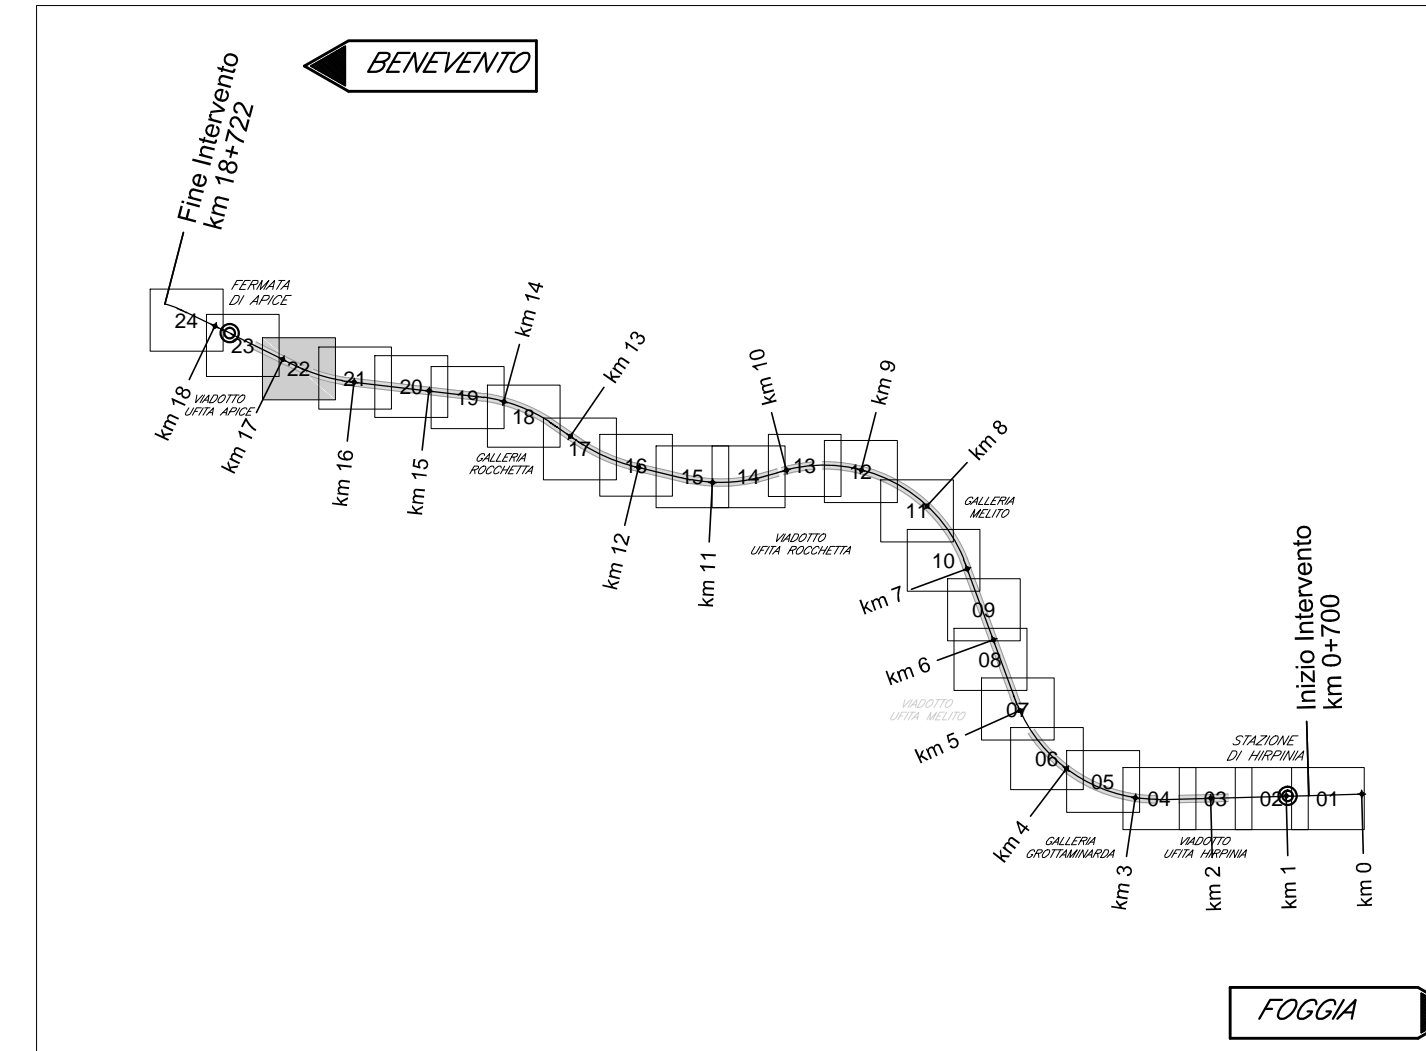 BENEVENTO
Fine Intervento
km 18+722
FERMATA
DI APICE
24
23
22
21
20
19
18
17
16
15
14
13
12
11
10
09
08
07
06
05
04
03
02
01
km 18
VIADOTTO
UFITA APICE
km 17
km 16
km 15
km 14
GALLERIA
ROCCHETTA
km 13
km 12
km 11
km 10
VIADOTTO
UFITA ROCCHETTA
km 9
km 8
GALLERIA
MELITO
km 7
km 6
VIADOTTO
UFITA MELITO
km 5
km 4
GALLERIA
GROTTAMINARDA
km 3
VIADOTTO
UFITA HIRPINIA
km 2
STAZIONE
DI HIRPINIA
km 1
Inizio Intervento
km 0+700
km 0
FOGGIA